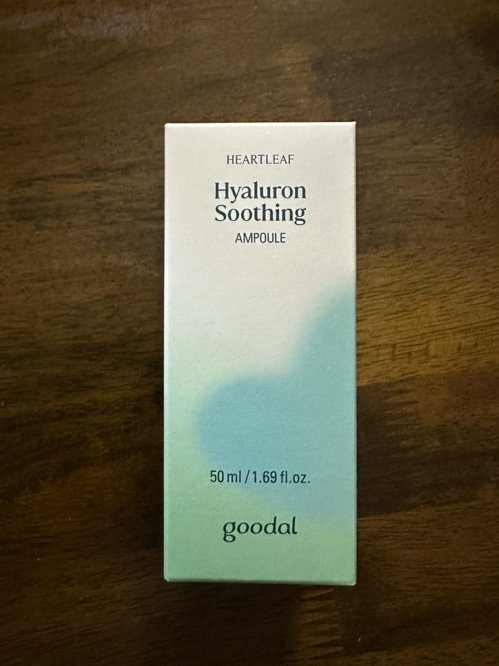 HEARTLEAF
Hyaluron
Soothing
AMPOULE
50 ml / 1.69 fl.oz.
goodal